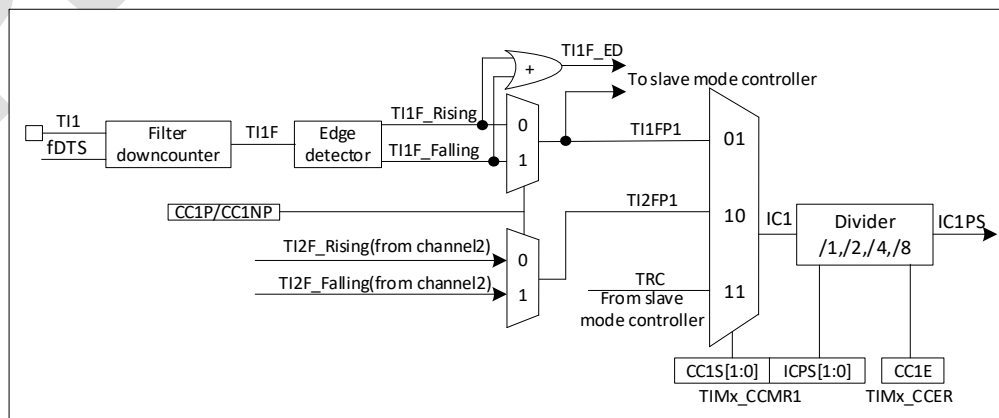 TI1F_ED
To slave mode controller
TI1
fDTS
Filter
downcounter
TI1F
Edge
detector
TI1F_Rising
TI1F_Falling
+
0
1
TI1FP1
01
CC1P/CC1NP
TI2FP1
10
IC1
Divider
/1,/2,/4,/8
IC1PS
TI2F_Rising(from channel2)
TI2F_Falling(from channel2)
0
1
TRC
From slave
mode controller
11
CC1S[1:0]
ICPS[1:0]
CC1E
TIMx_CCMR1
TIMx_CCER